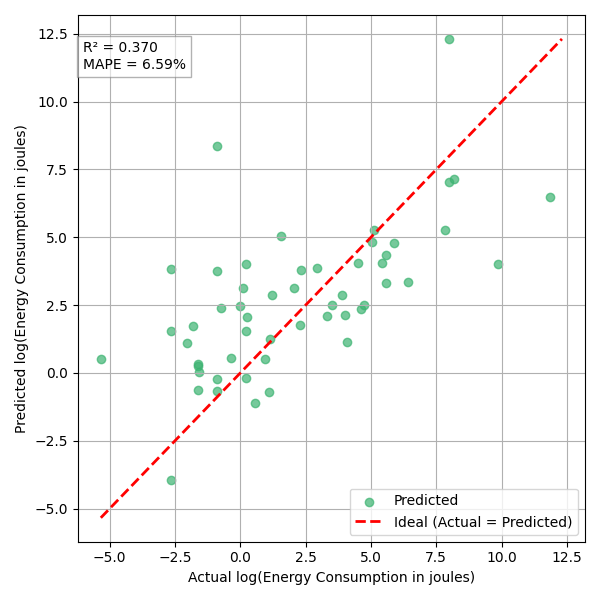 R² = 0.370
MAPE = 6.59%
12.5
10.0
7.5
5.0
2.5
0.0
−2.5
−5.0
Predicted log(Energy Consumption in joules)
Predicted
Ideal (Actual = Predicted)
−5.0 −2.5 0.0 2.5 5.0 7.5 10.0 12.5
Actual log(Energy Consumption in joules)